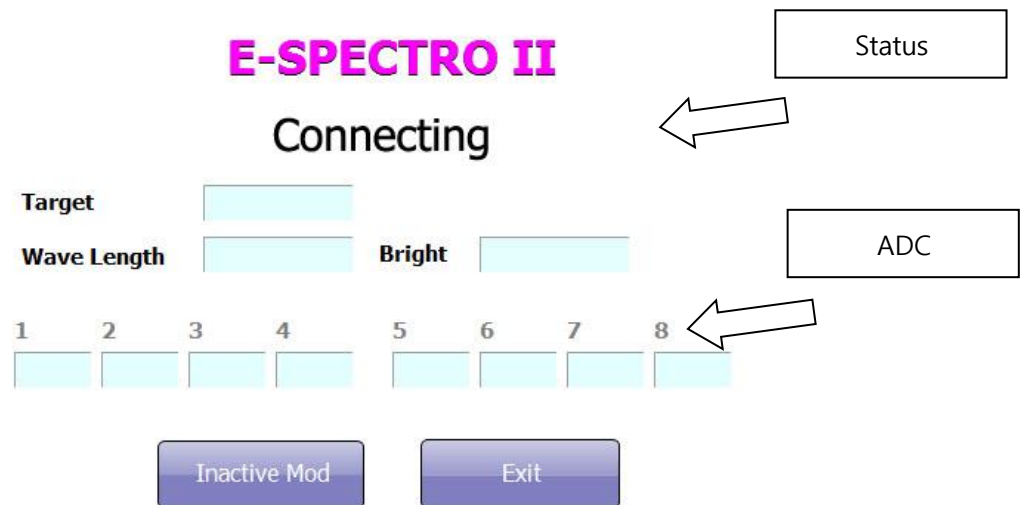 E-SPECTRO II
Status
Connecting
Target
Wave Length
Bright
ADC
1 2 3 4 5 6 7 8
Inactive Mod
Exit